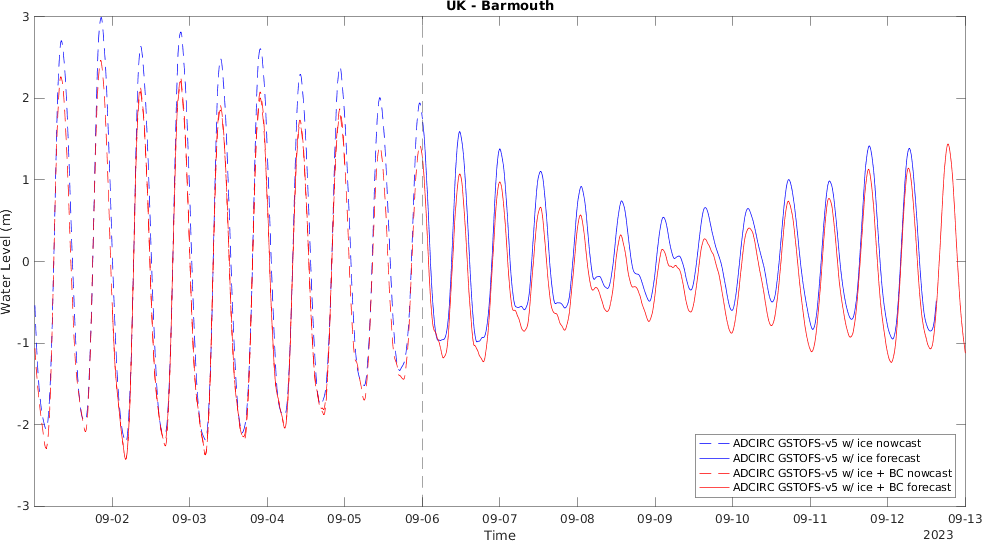 UK - Barmouth
3
2
1
0
-1
-2
-3
Water Level (m)
ADCIRC GSTOFS-v5 w/ ice nowcast
ADCIRC GSTOFS-v5 w/ ice forecast
ADCIRC GSTOFS-v5 w/ ice + BC nowcast
ADCIRC GSTOFS-v5 w/ ice + BC forecast
09-02 09-03 09-04 09-05 09-06 09-07 09-08 09-09 09-10 09-11 09-12 09-13
Time
2023